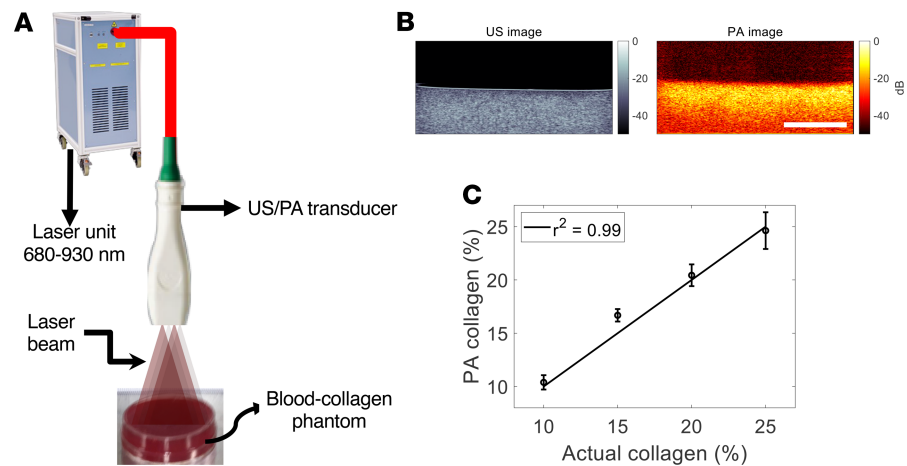 A
Laser unit
680-930 nm
US/PA transducer
Laser
beam
Blood-collagen
phantom
B
US image
0
-20
-40
PA image
0
-20
-40
dB
C
r² = 0.99
PA collagen (%)
25
20
15
10
10 15 20 25
Actual collagen (%)